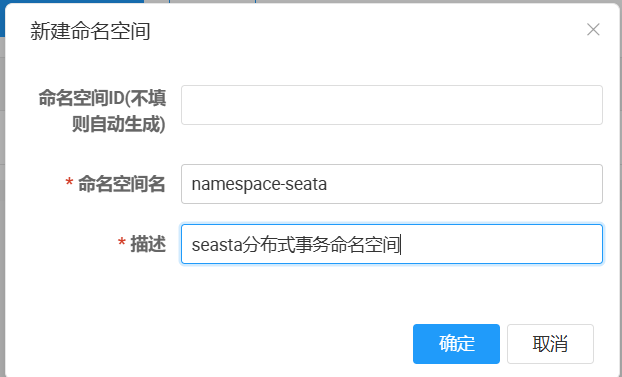 新建命名空间
命名空间ID(不填
则自动生成)
* 命名空间名
namespace-seata
* 描述
seasta分布式事务命名空间
确定
取消